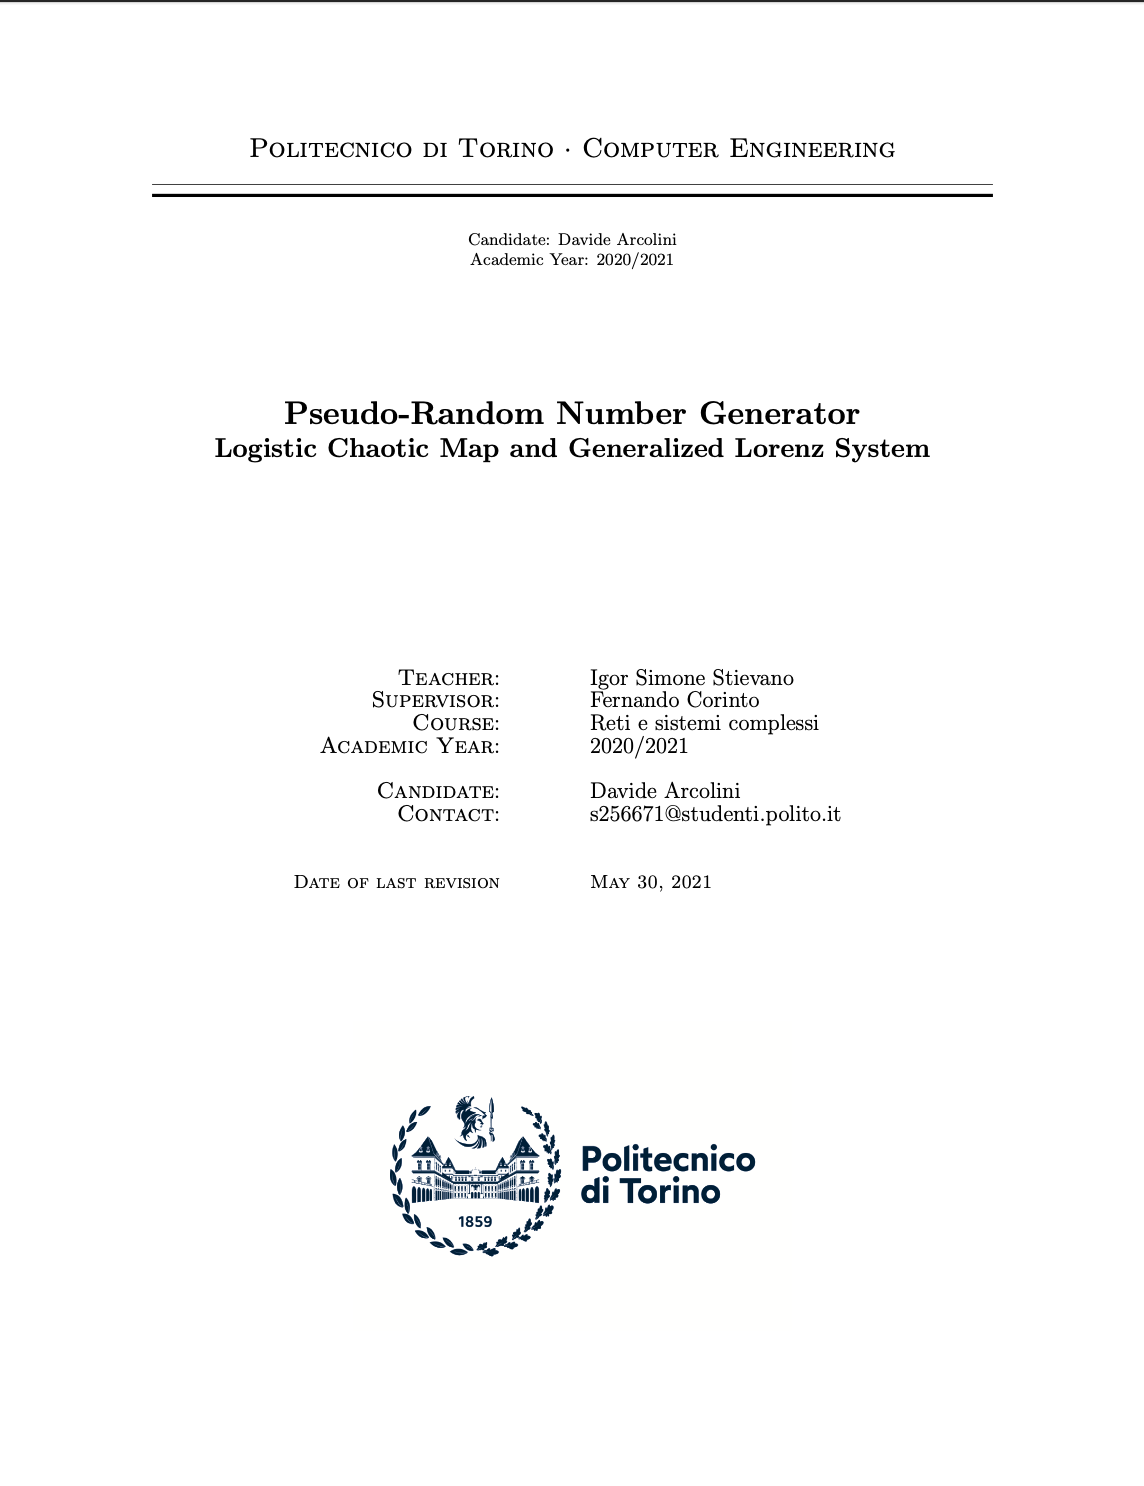 Politecnico di Torino · Computer Engineering
Candidate: Davide Arcolini
Academic Year: 2020/2021
Pseudo-Random Number Generator
Logistic Chaotic Map and Generalized Lorenz System
Teacher: Igor Simone Stievano
Supervisor: Fernando Corinto
Course: Reti e sistemi complessi
Academic Year: 2020/2021
Candidate: Davide Arcolini
Contact: s256671@studenti.polito.it
Date of last revision May 30, 2021
1859
Politecnico
di Torino